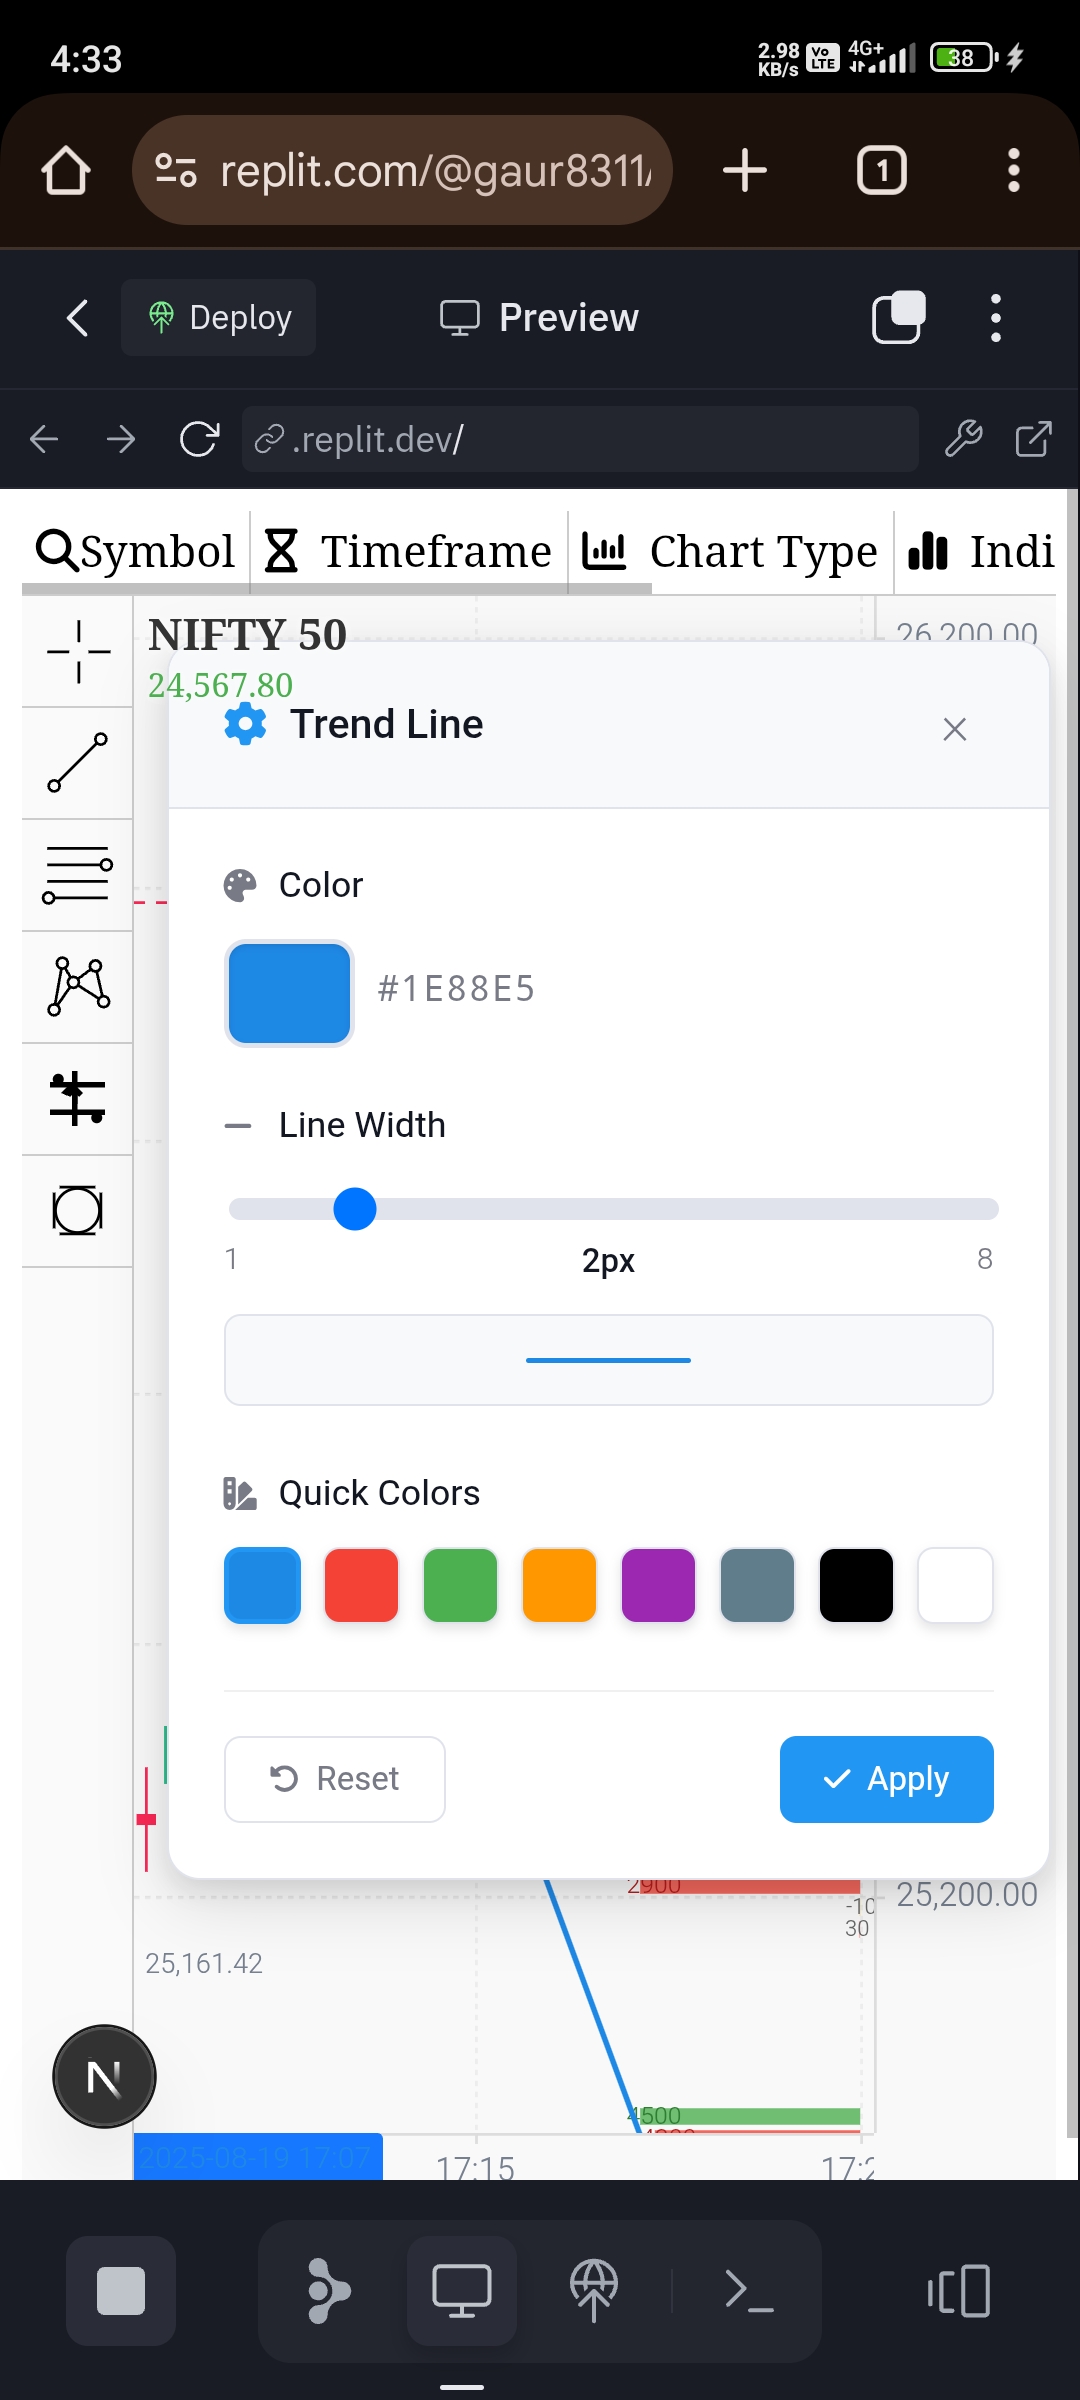 4:33
2.98 KB/s
Vo LTE
4G+
38
replit.com/@gaur8311/
1
Deploy
Preview
.replit.dev/
Symbol
Timeframe
Chart Type
Indi
NIFTY 50
24,567.80
26,200.00
Trend Line
Color
#1E88E5
Line Width
1
2px
8
Quick Colors
Reset
Apply
2900
25,200.00
-10
30
25,161.42
N
4500
2025-08-19 17:07
17:15
17:2